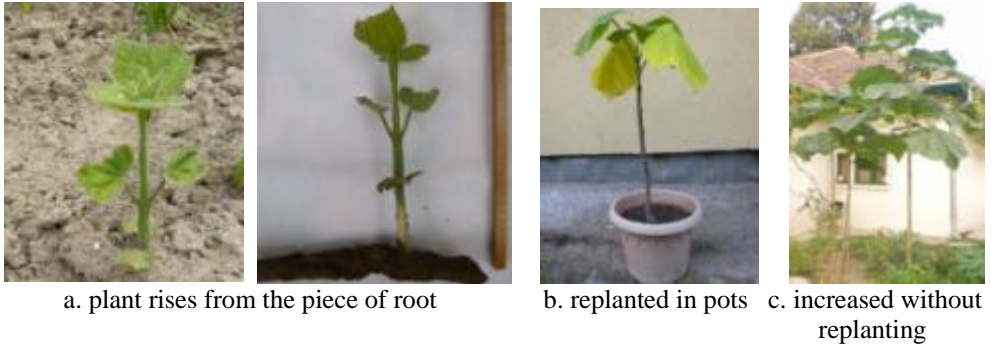 a. plant rises from the piece of root
b. replanted in pots
c. increased without
replanting